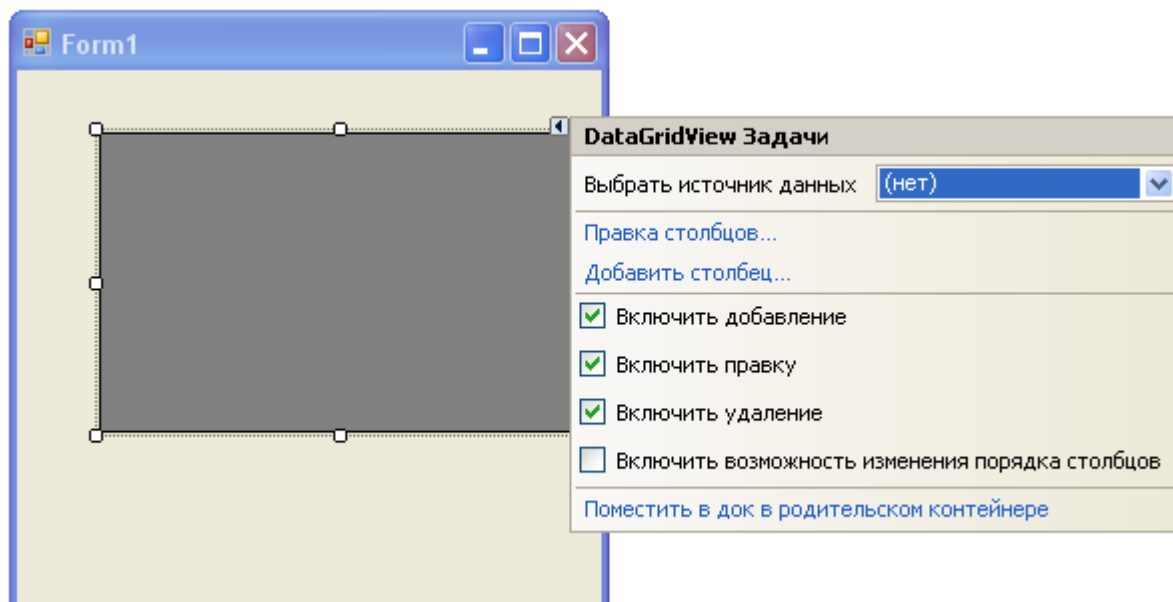 Form1
DataGridView Задачи
Выбрать источник данных (нет)
Правка столбцов...
Добавить столбец...
Включить добавление
Включить правку
Включить удаление
Включить возможность изменения порядка столбцов
Поместить в док в родительском контейнере